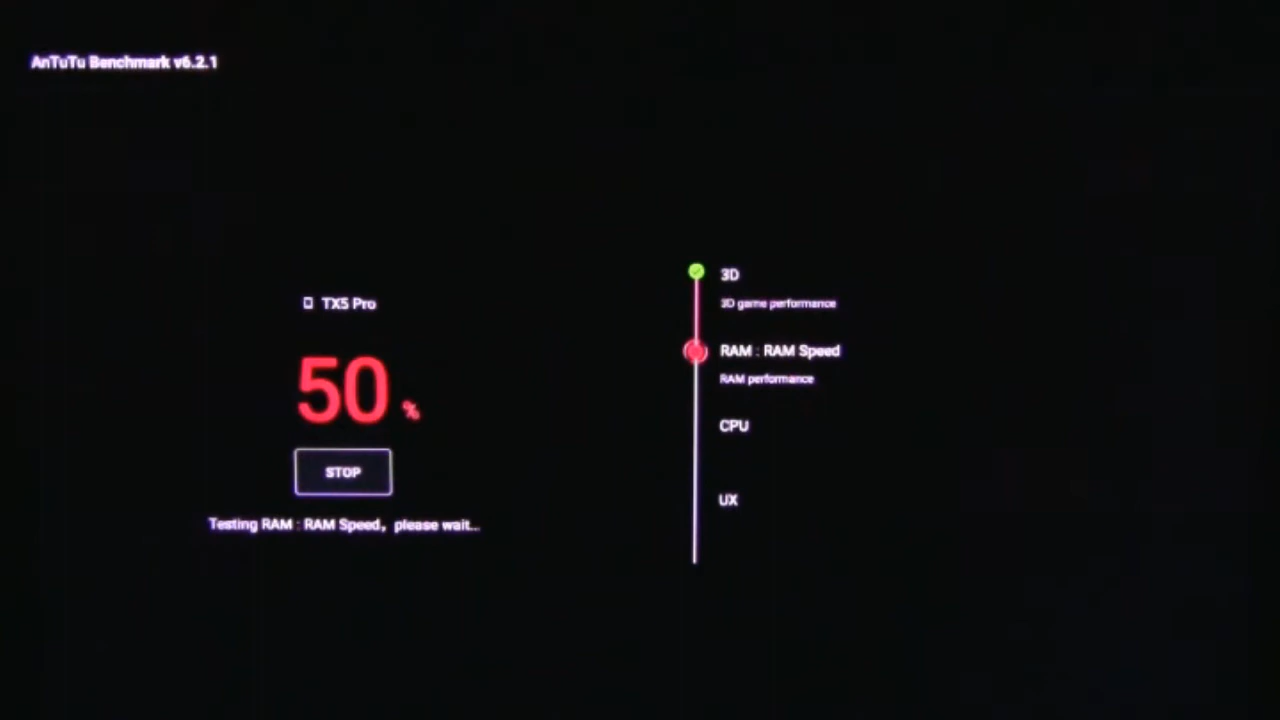 AnTuTu Benchmark v6.2.1
TX5 Pro
50 %
STOP
Testing RAM : RAM Speed, please wait...
3D
3D game performance
RAM : RAM Speed
RAM performance
CPU
UX